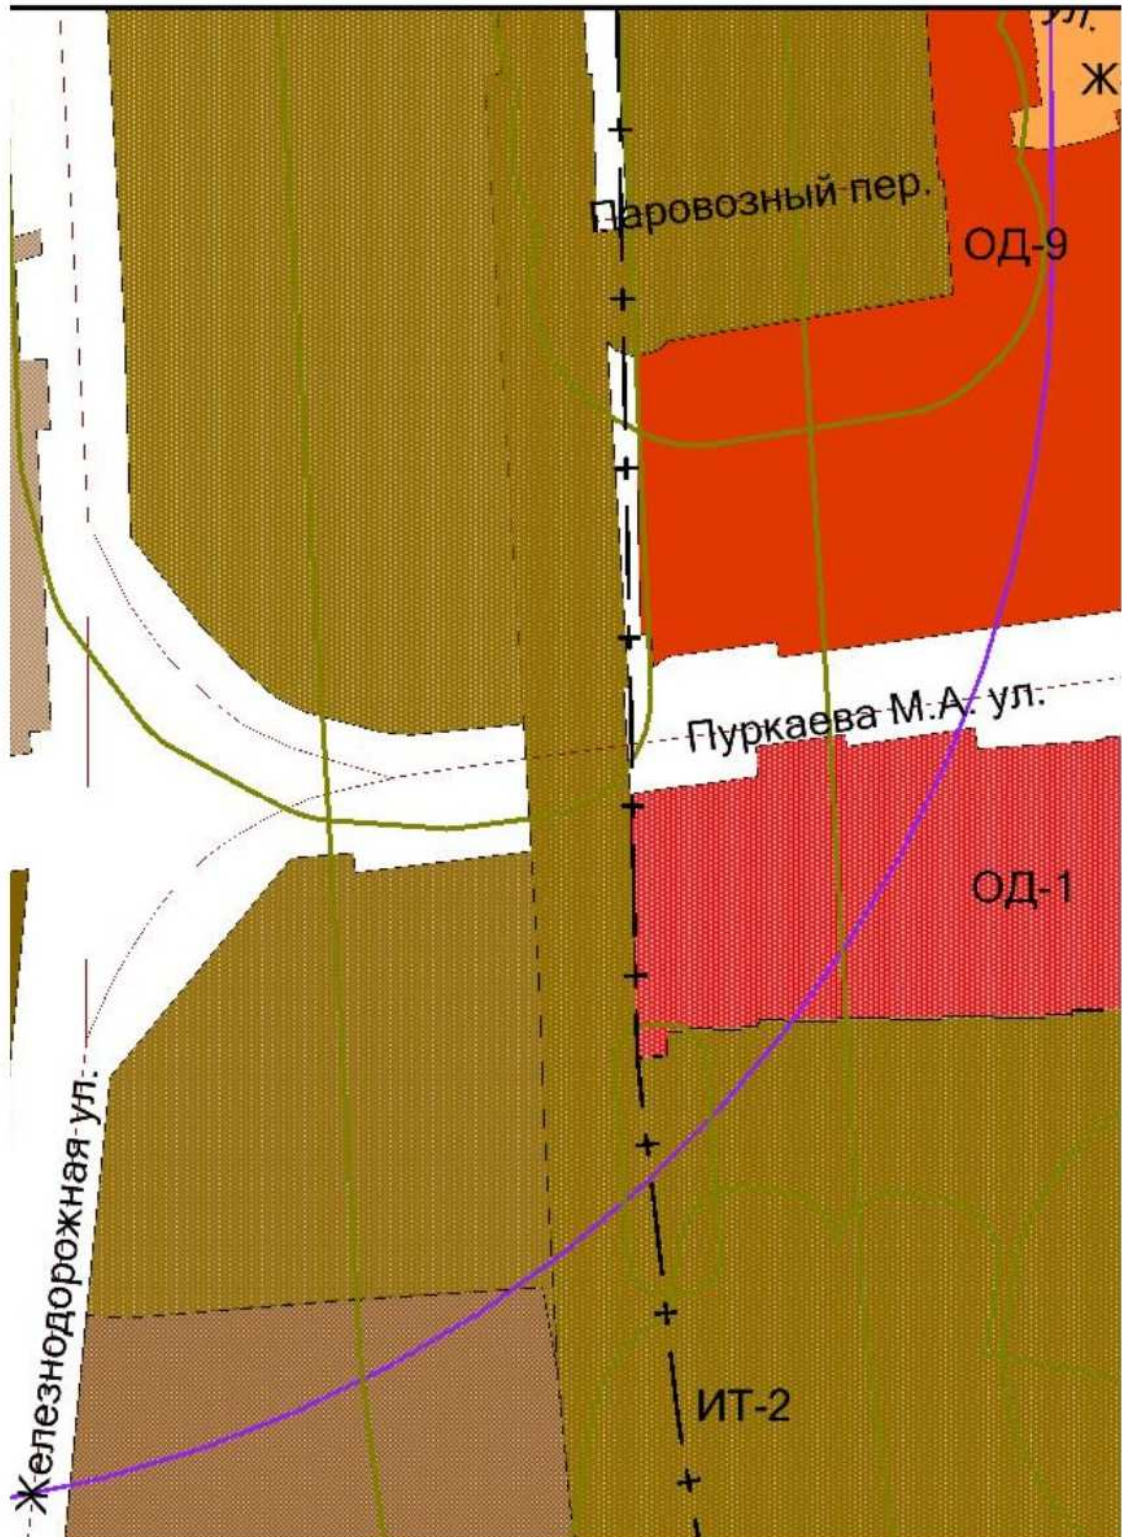 ул.
Ж
Паровозный пер.
ОД-9
Пуркаева М.А. ул.
ОД-1
Железнодорожная ул.
ИТ-2